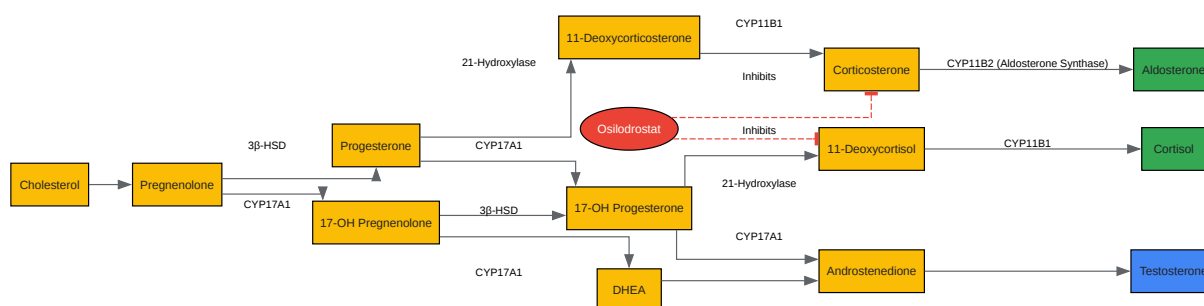 CYP11B1
11-Deoxycorticosterone
21-Hydroxylase
CYP11B2 (Aldosterone Synthase)
Corticosterone
Aldosterone
Inhibits
Osilodrostat
Inhibits
3β-HSD
Progesterone
CYP17A1
11-Deoxycortisol
CYP11B1
Cortisol
Cholesterol
Pregnenolone
21-Hydroxylase
CYP17A1
17-OH Pregnenolone
3β-HSD
17-OH Progesterone
CYP17A1
CYP17A1
Androstenedione
Testosterone
DHEA